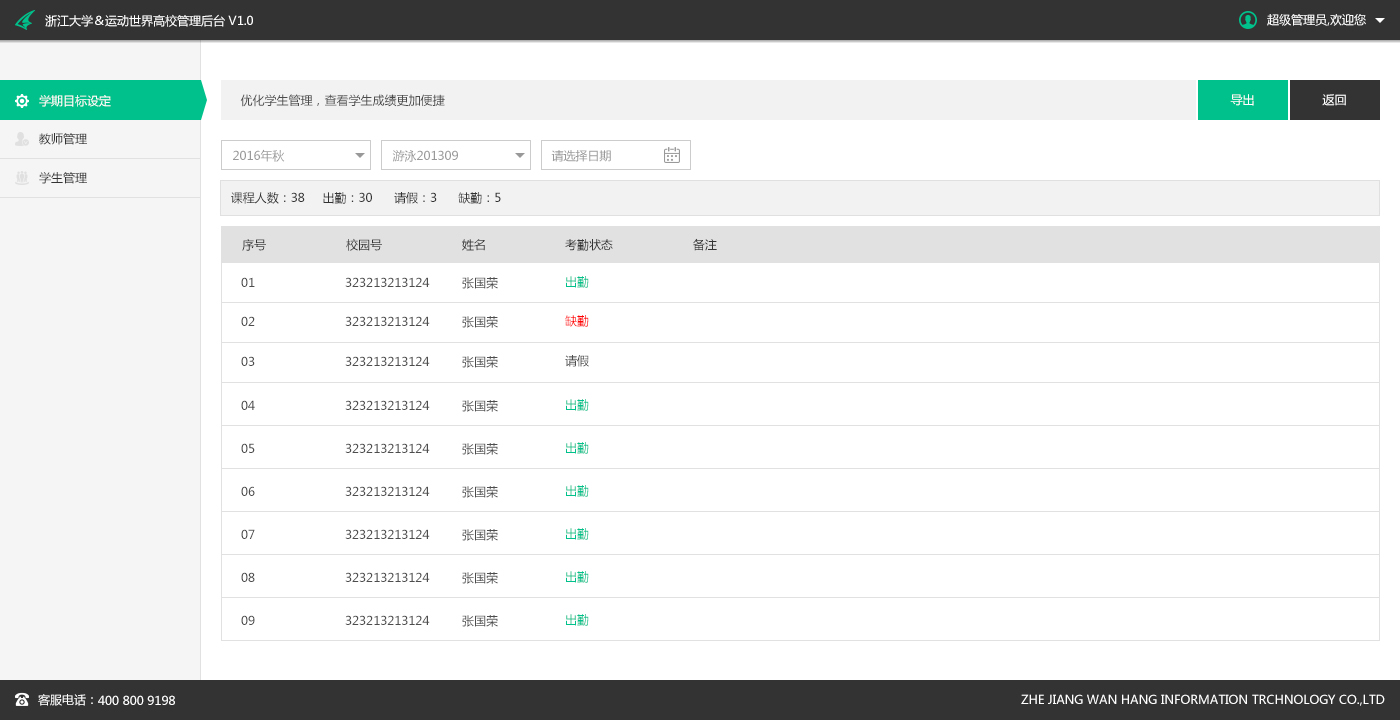 浙江大学&运动世界高校管理后台 V1.0
超级管理员,欢迎您
学期目标设定
教师管理
学生管理
优化学生管理，查看学生成绩更加便捷
导出
返回
2016年秋
游泳201309
请选择日期
课程人数：38 出勤：30 请假：3 缺勤：5
序号 校园号 姓名 考勤状态 备注
01 323213213124 张国荣 出勤
02 323213213124 张国荣 缺勤
03 323213213124 张国荣 请假
04 323213213124 张国荣 出勤
05 323213213124 张国荣 出勤
06 323213213124 张国荣 出勤
07 323213213124 张国荣 出勤
08 323213213124 张国荣 出勤
09 323213213124 张国荣 出勤
客服电话：400 800 9198
ZHE JIANG WAN HANG INFORMATION TRCHNOLOGY CO.,LTD